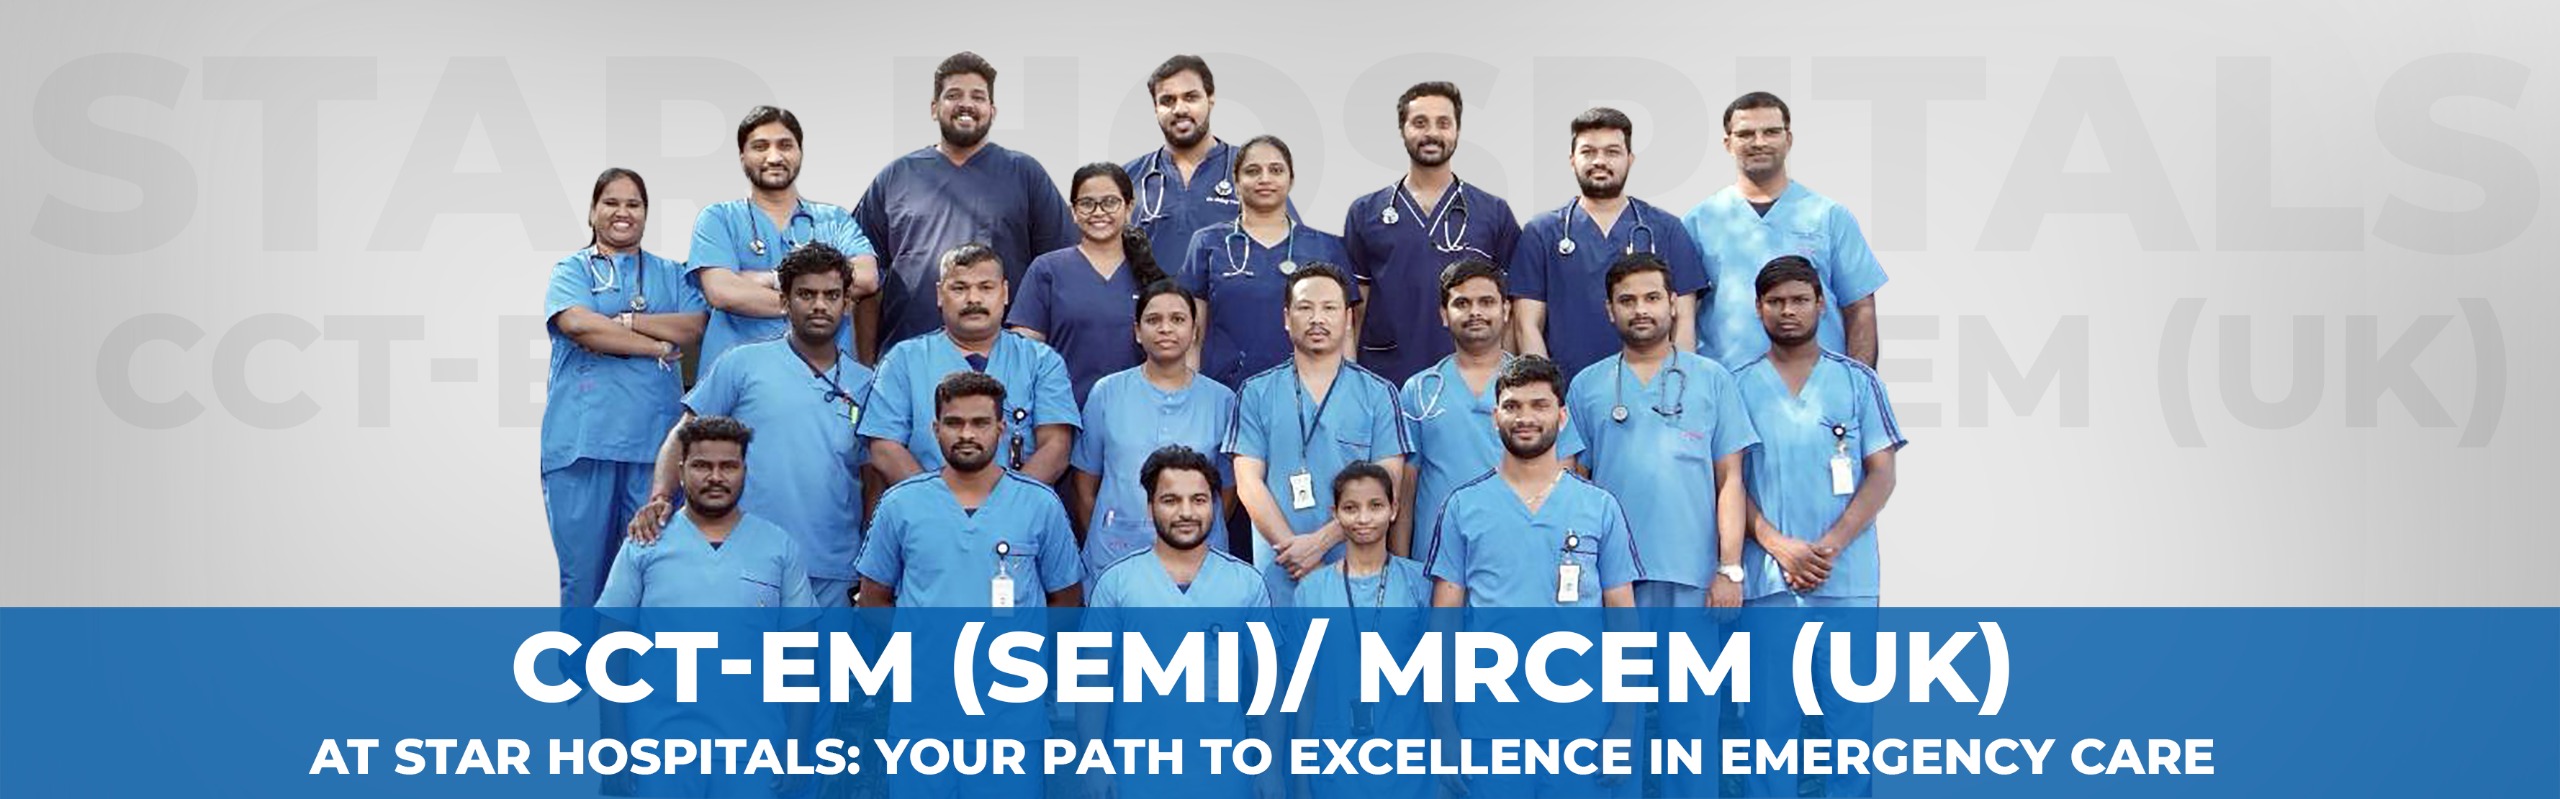 STAR HOSPITALS
CCT-E EM (UK)
CCT-EM (SEMI)/ MRCEM (UK)
AT STAR HOSPITALS: YOUR PATH TO EXCELLENCE IN EMERGENCY CARE